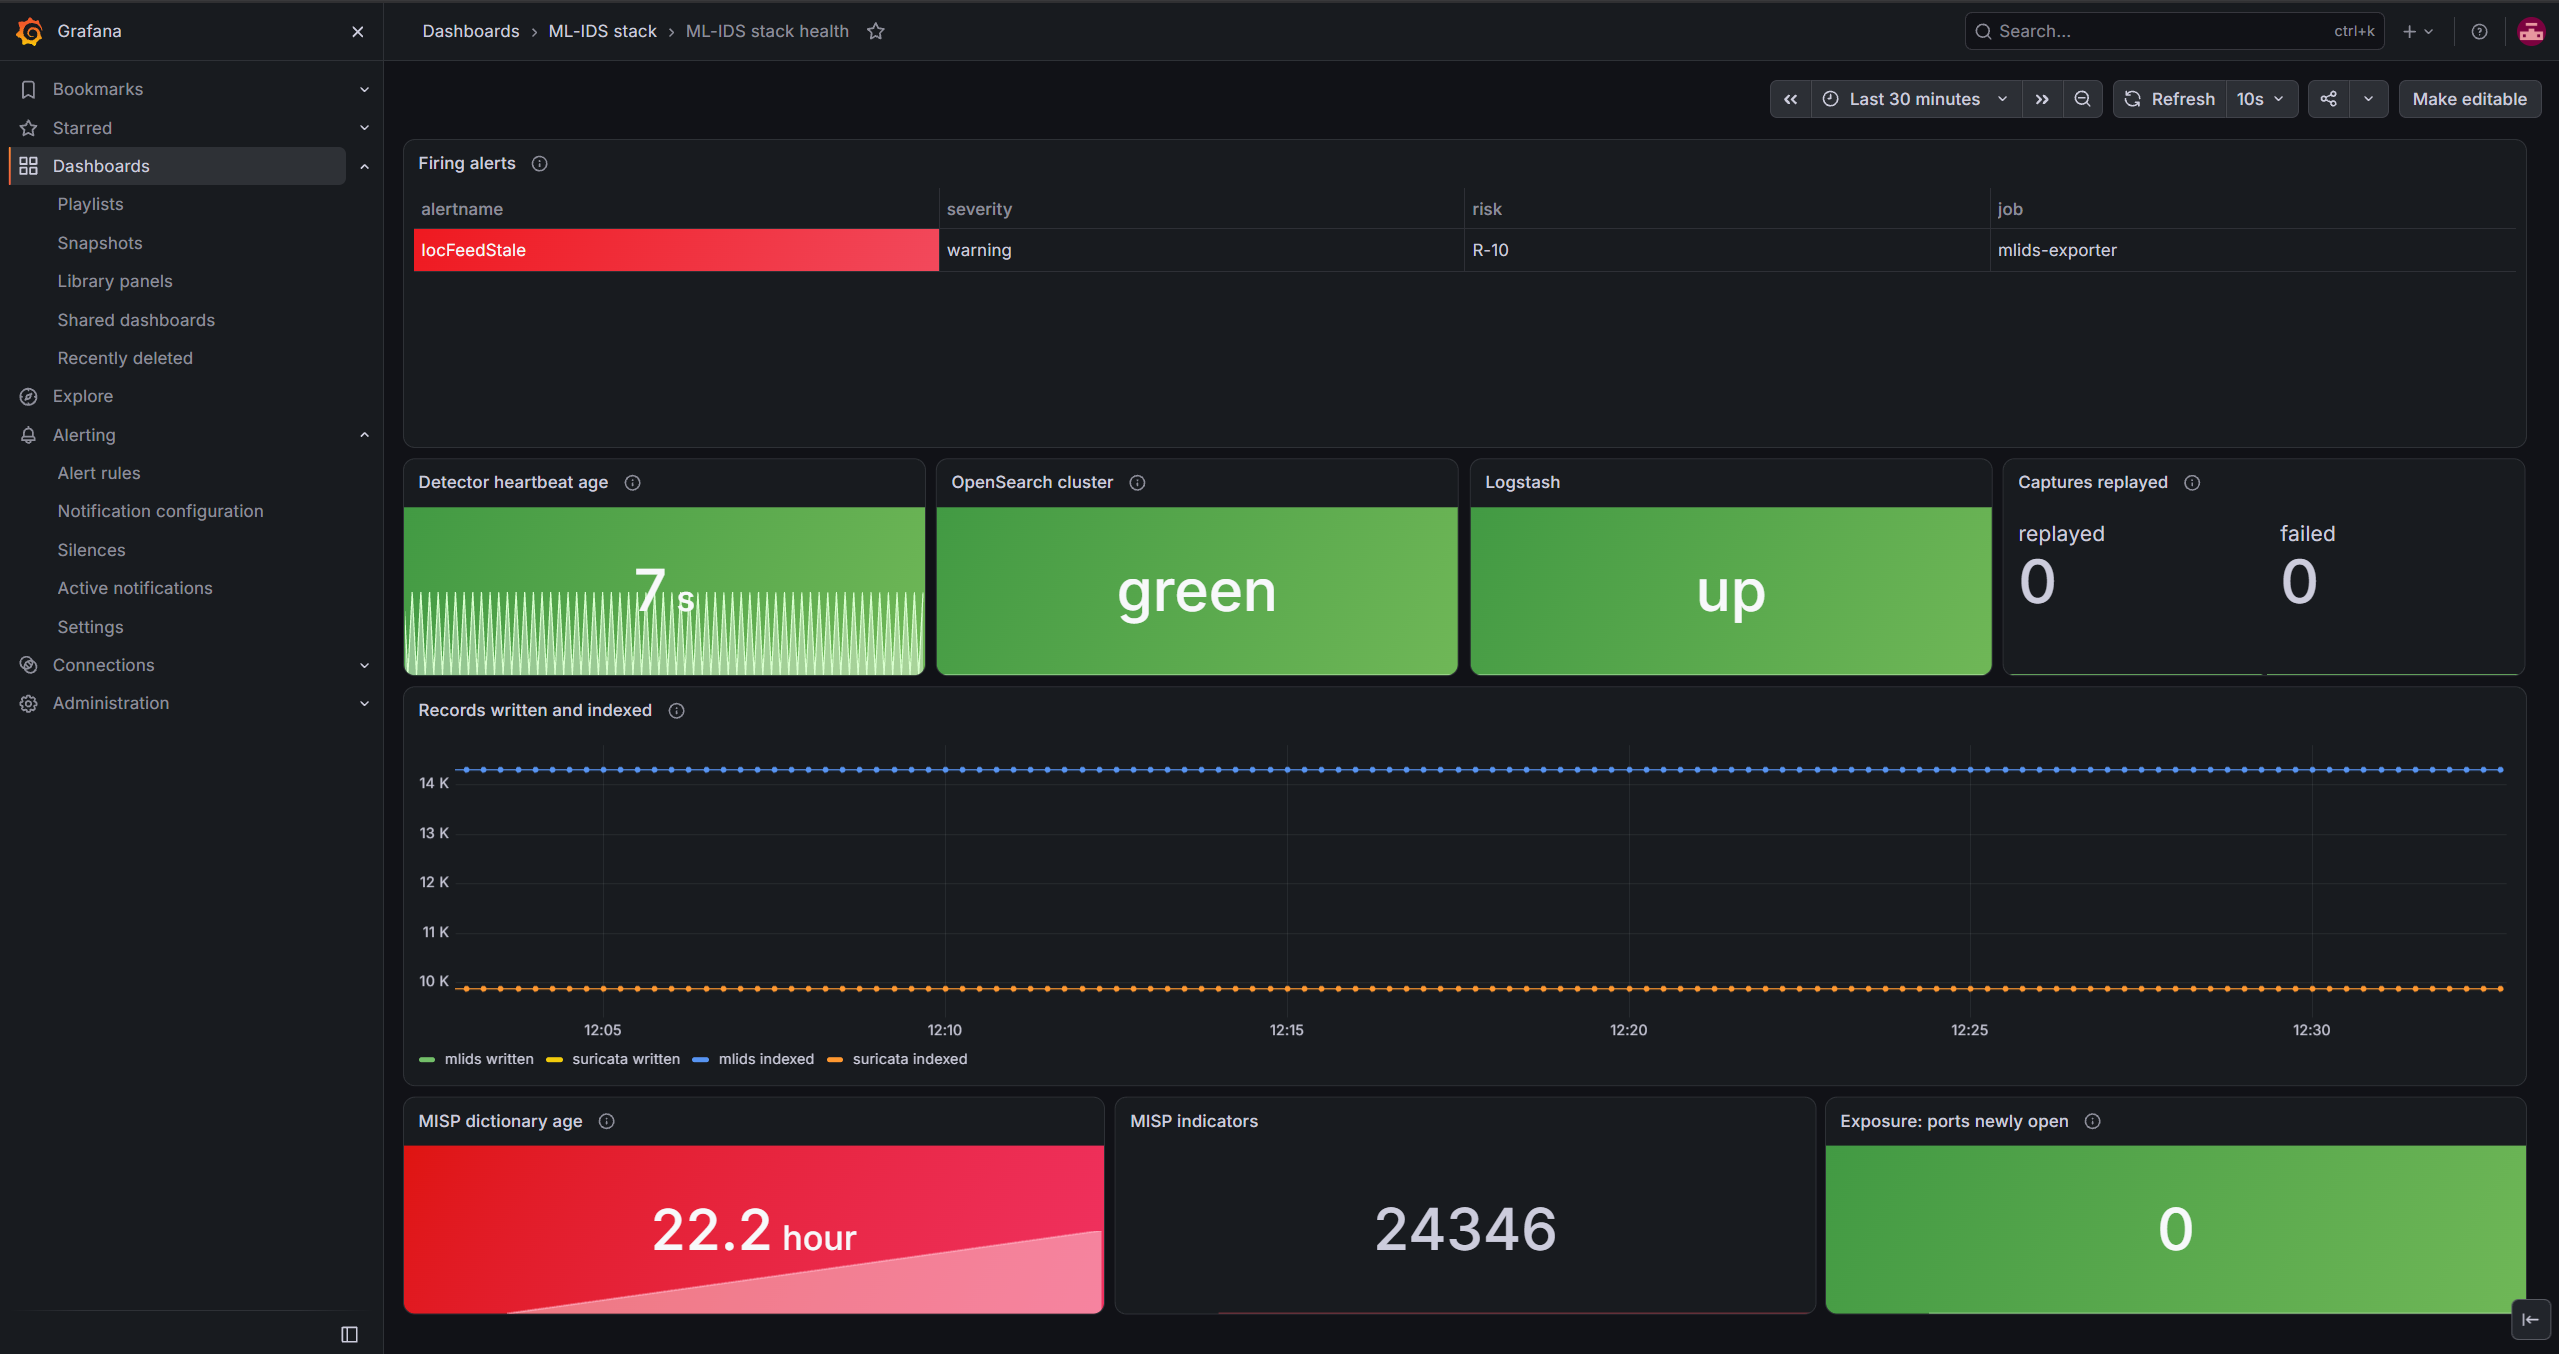 Grafana
Dashboards › ML-IDS stack › ML-IDS stack health
Search...
ctrl+k
Bookmarks
Starred
Dashboards
Playlists
Snapshots
Library panels
Shared dashboards
Recently deleted
Explore
Alerting
Alert rules
Notification configuration
Silences
Active notifications
Settings
Connections
Administration
Last 30 minutes
Refresh
10s
Make editable
Firing alerts
alertname severity risk job
IocFeedStale warning R-10 mlids-exporter
Detector heartbeat age
7 s
OpenSearch cluster
green
Logstash
up
Captures replayed
replayed failed
0 0
Records written and indexed
14 K
13 K
12 K
11 K
10 K
12:05 12:10 12:15 12:20 12:25 12:30
mlids written suricata written mlids indexed suricata indexed
MISP dictionary age
22.2 hour
MISP indicators
24346
Exposure: ports newly open
0